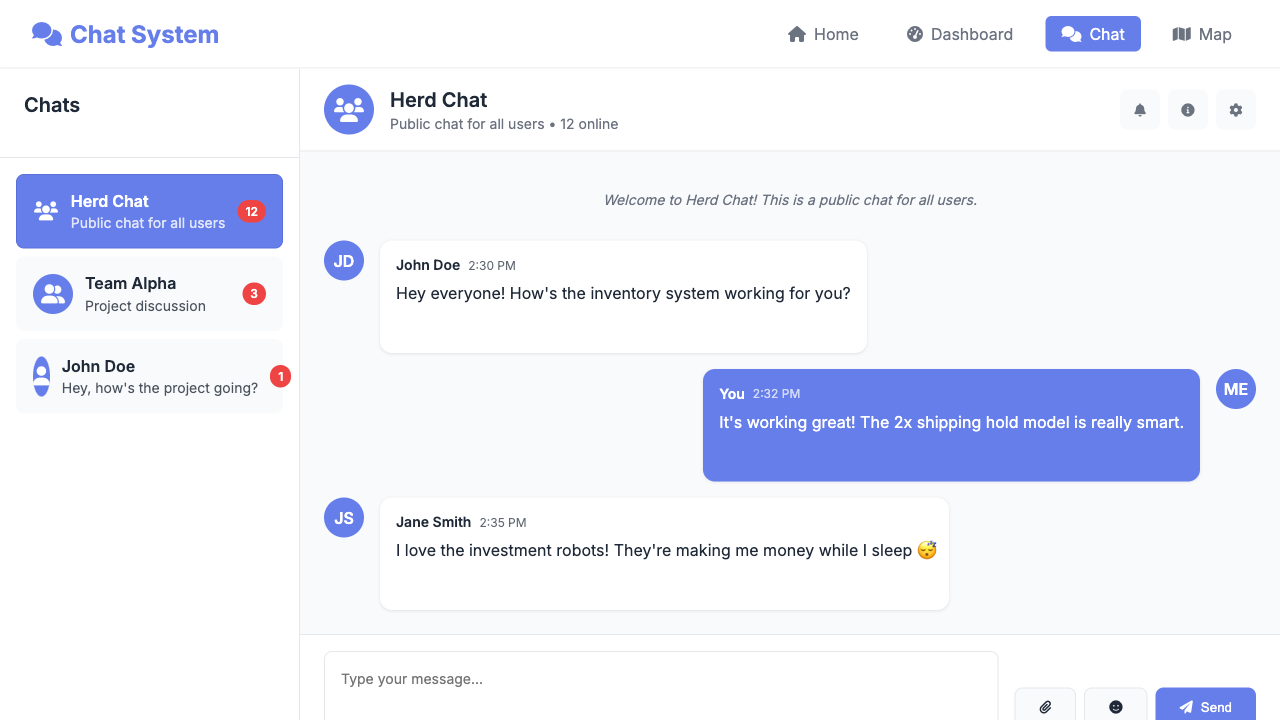 Chat System
Home
Dashboard
Chat
Map
Chats
Herd Chat
Public chat for all users
12
Team Alpha
Project discussion
3
John Doe
Hey, how's the project going?
1
Herd Chat
Public chat for all users • 12 online
Welcome to Herd Chat! This is a public chat for all users.
JD
John Doe 2:30 PM
Hey everyone! How's the inventory system working for you?
You 2:32 PM
ME
It's working great! The 2x shipping hold model is really smart.
JS
Jane Smith 2:35 PM
I love the investment robots! They're making me money while I sleep 😴
Type your message...
Send